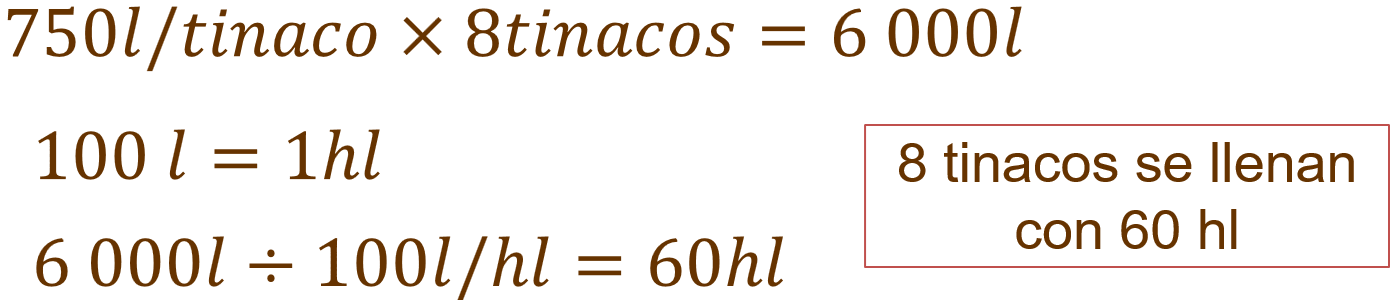 750l/tinaco × 8tinacos = 6 000l
100 l = 1hl
6 000l ÷ 100l/hl = 60hl
8 tinacos se llenan
con 60 hl